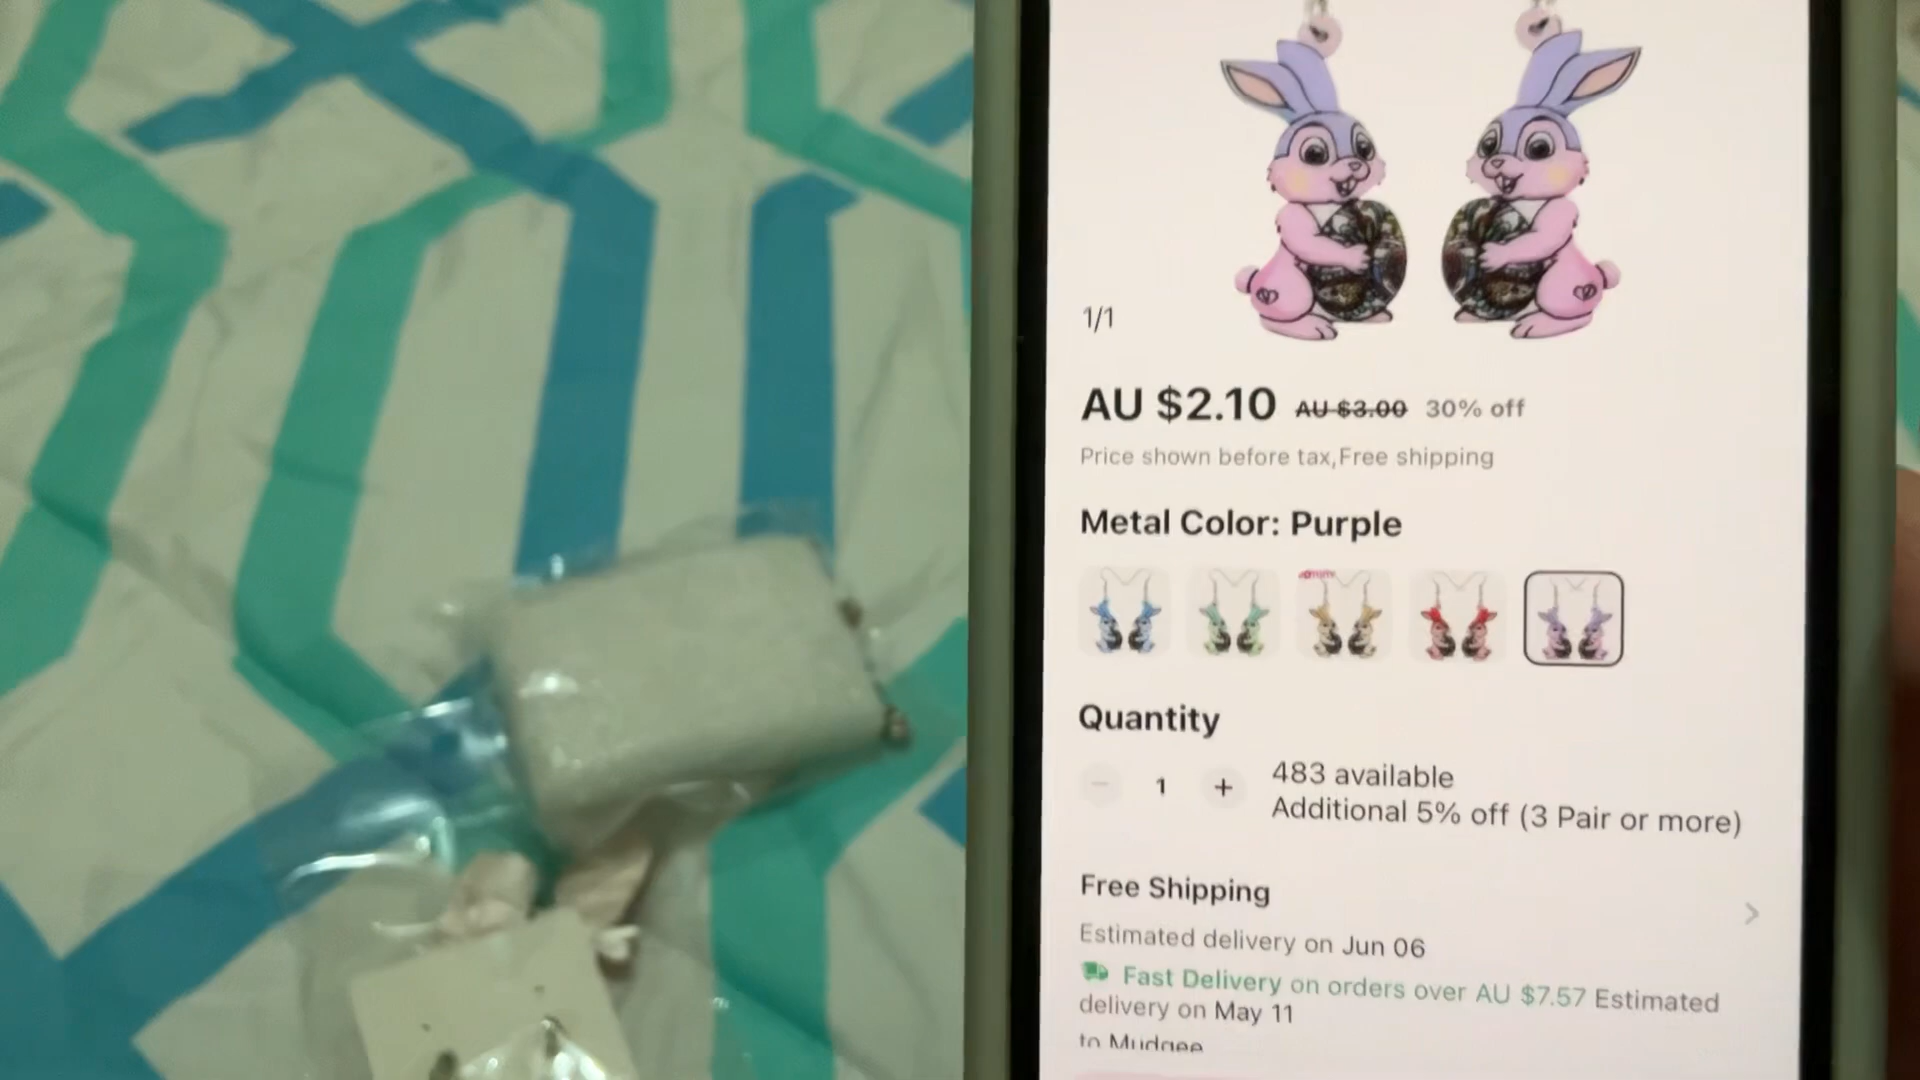 1/1
AU $2.10 AU $3.00 30% off
Price shown before tax,Free shipping
Metal Color: Purple
Quantity
1 + 483 available
Additional 5% off (3 Pair or more)
Free Shipping
Estimated delivery on Jun 06
Fast Delivery on orders over AU $7.57 Estimated
delivery on May 11
to Mudgee